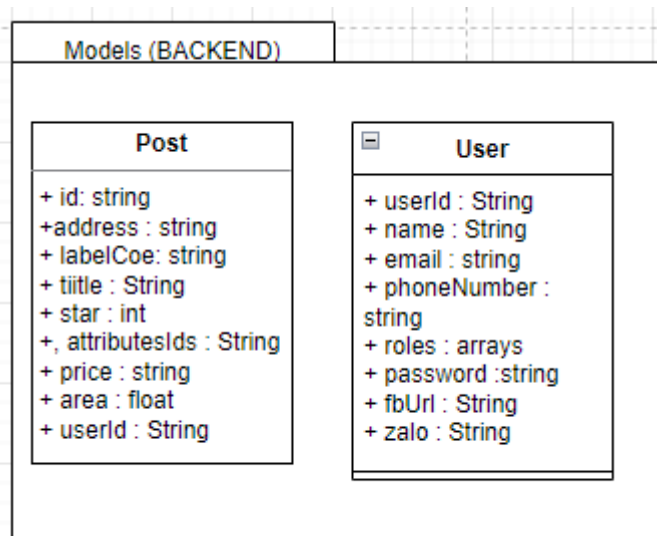 Models (BACKEND)
Post
+ id: string
+address : string
+ labelCoe: string
+ tiitle : String
+ star : int
+, attributesIds : String
+ price : string
+ area : float
+ userId : String
User
+ userId : String
+ name : String
+ email : string
+ phoneNumber :
string
+ roles : arrays
+ password :string
+ fbUrl : String
+ zalo : String